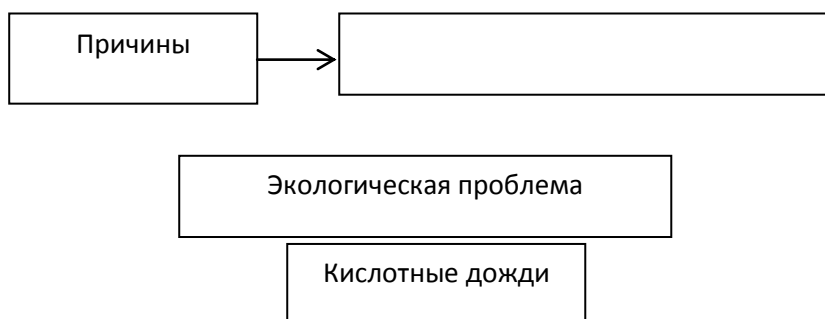 Причины
Экологическая проблема
Кислотные дожди